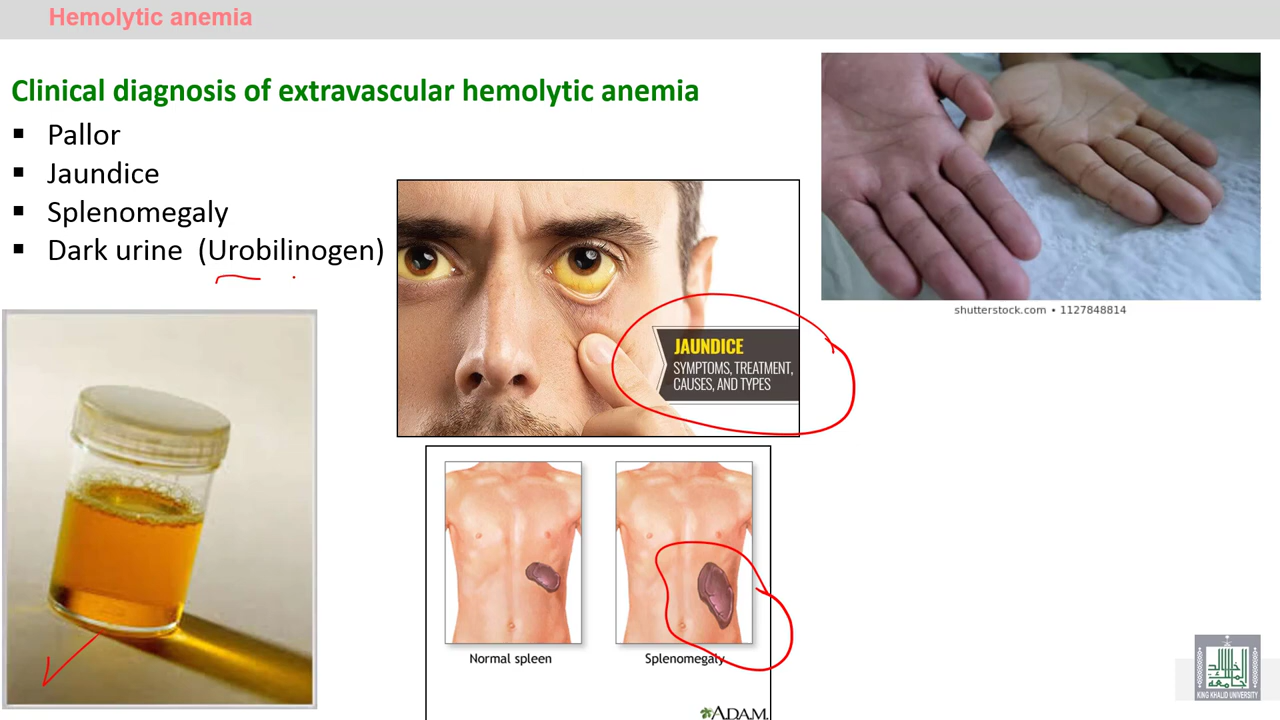 Hemolytic anemia
Clinical diagnosis of extravascular hemolytic anemia
▪ Pallor
▪ Jaundice
▪ Splenomegaly
▪ Dark urine (Urobilinogen)
shutterstock.com • 1127848814
JAUNDICE
SYMPTOMS, TREATMENT,
CAUSES, AND TYPES
Normal spleen
Splenomegaly
ADAM.
KING KHALID UNIVERSITY